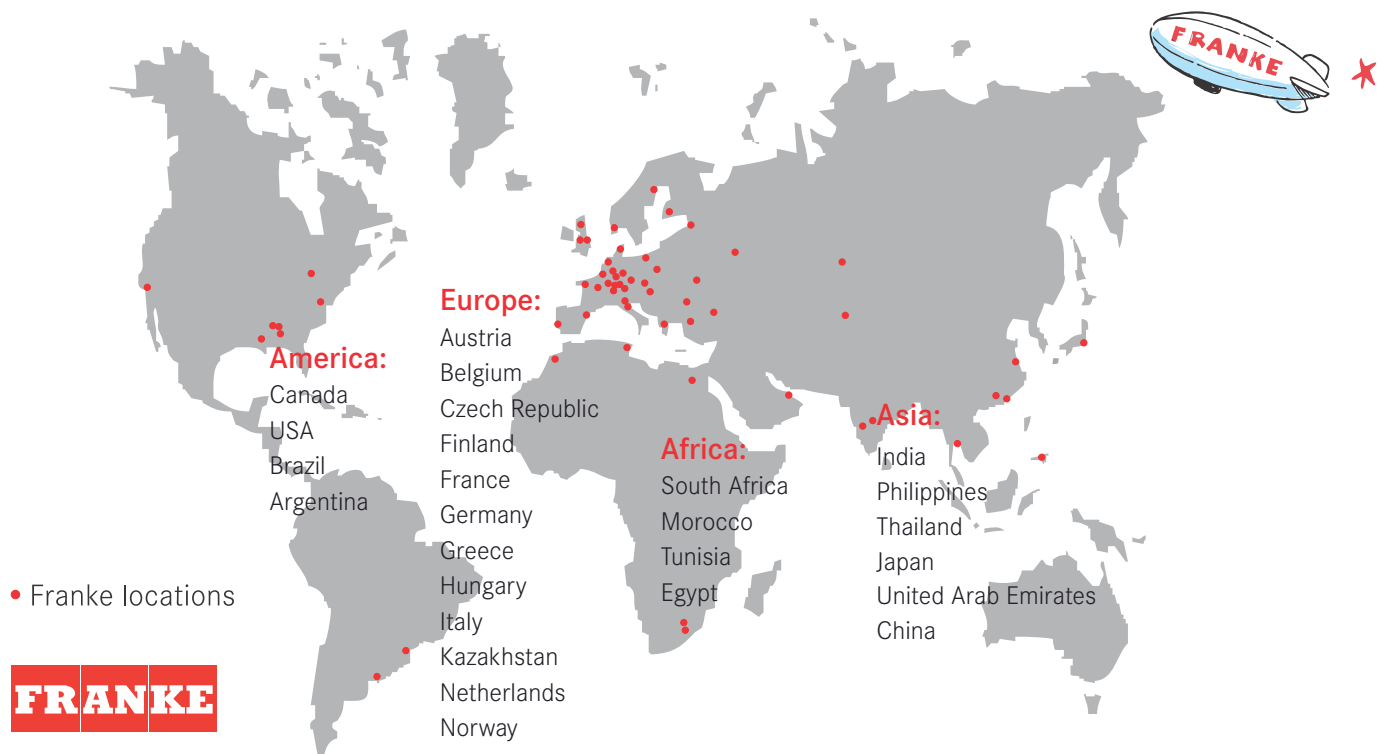 FRANKE
America:
Canada
USA
Brazil
Argentina
Europe:
Austria
Belgium
Czech Republic
Finland
France
Germany
Greece
Hungary
Italy
Kazakhstan
Netherlands
Norway
Africa:
South Africa
Morocco
Tunisia
Egypt
Asia:
India
Philippines
Thailand
Japan
United Arab Emirates
China
Franke locations
FRANKE